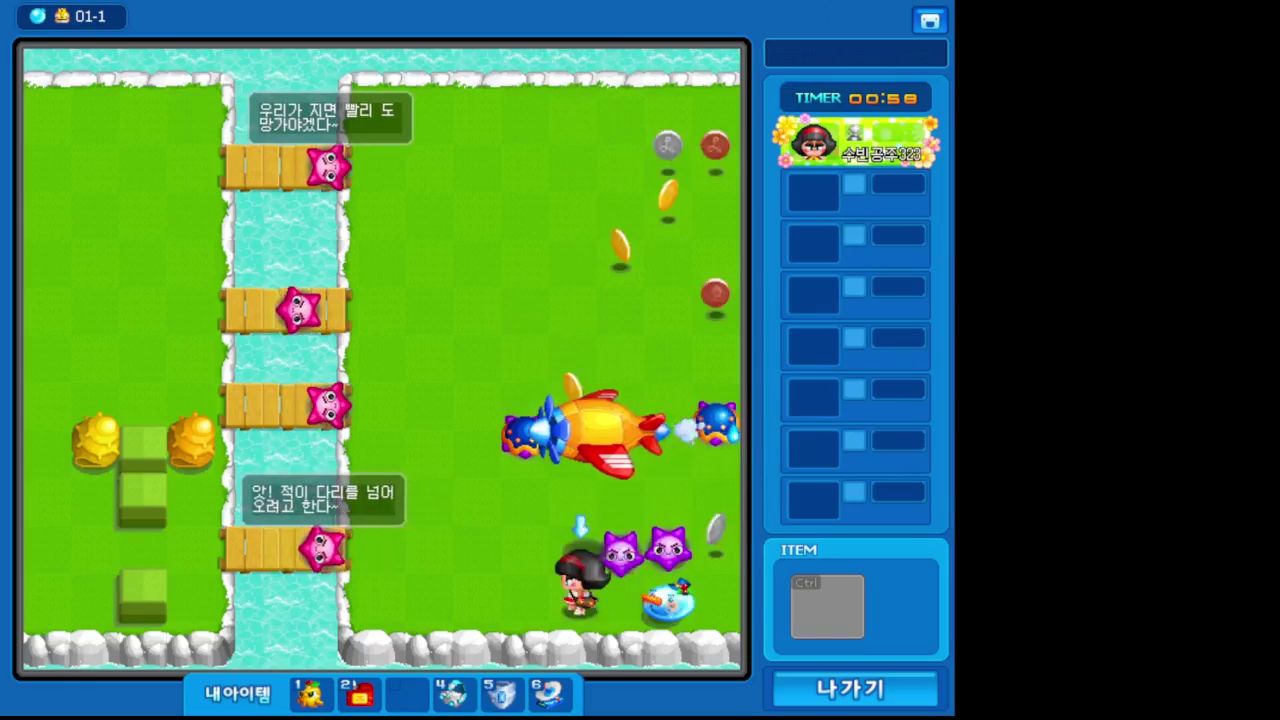 01-1
우리가 지면 빨리 도
망가야겠다~
TIMER 00:58
수빈공주323
앗! 적이 다리를 넘어
오려고 한다~
ITEM
Ctrl
내 아이템
1
2
4
5
6
나가기